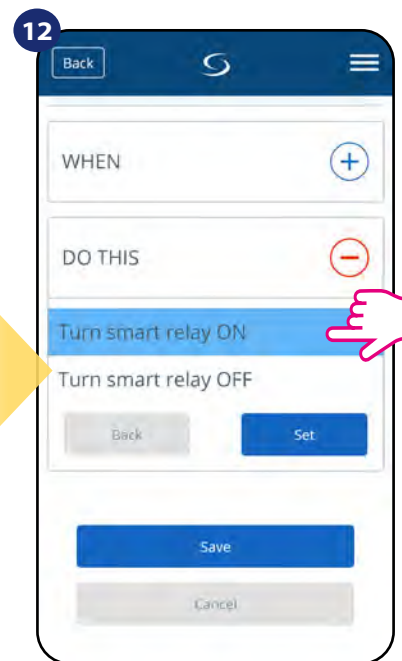 12
Back
WHEN
DO THIS
Turn smart relay ON
Turn smart relay OFF
Back
Set
Save
Cancel